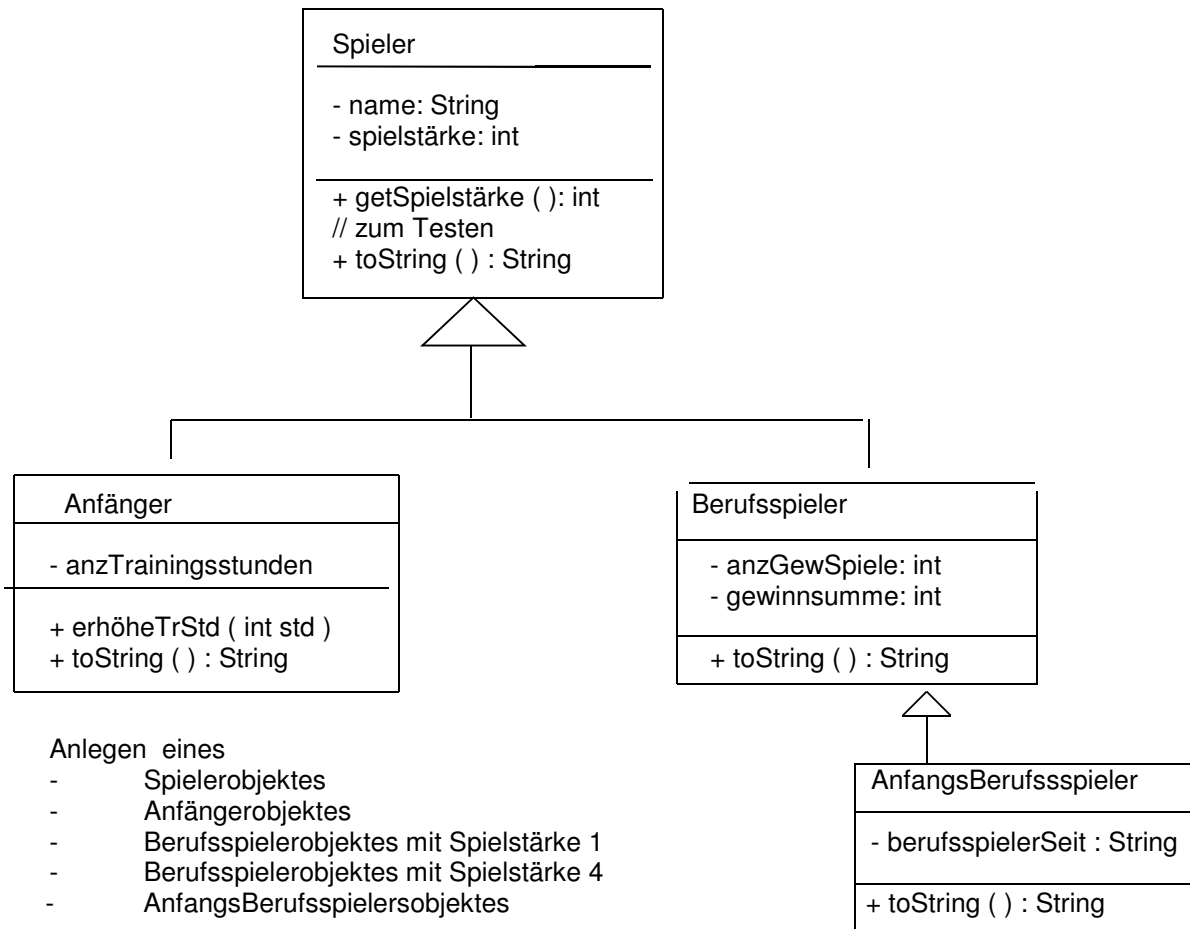 Spieler
- name: String
- spielstärke: int
+ getSpielstärke ( ): int
// zum Testen
+ toString ( ) : String
Anfänger
- anzTrainingsstunden
+ erhöheTrStd ( int std )
+ toString ( ) : String
Berufsspieler
- anzGewSpiele: int
- gewinnsumme: int
+ toString ( ) : String
Anlegen eines
- Spielerobjektes
- Anfängerobjektes
- Berufsspielerobjektes mit Spielstärke 1
- Berufsspielerobjektes mit Spielstärke 4
- AnfangsBerufsspielersobjektes
AnfangsBerufssspieler
- berufsspielerSeit : String
+ toString ( ) : String